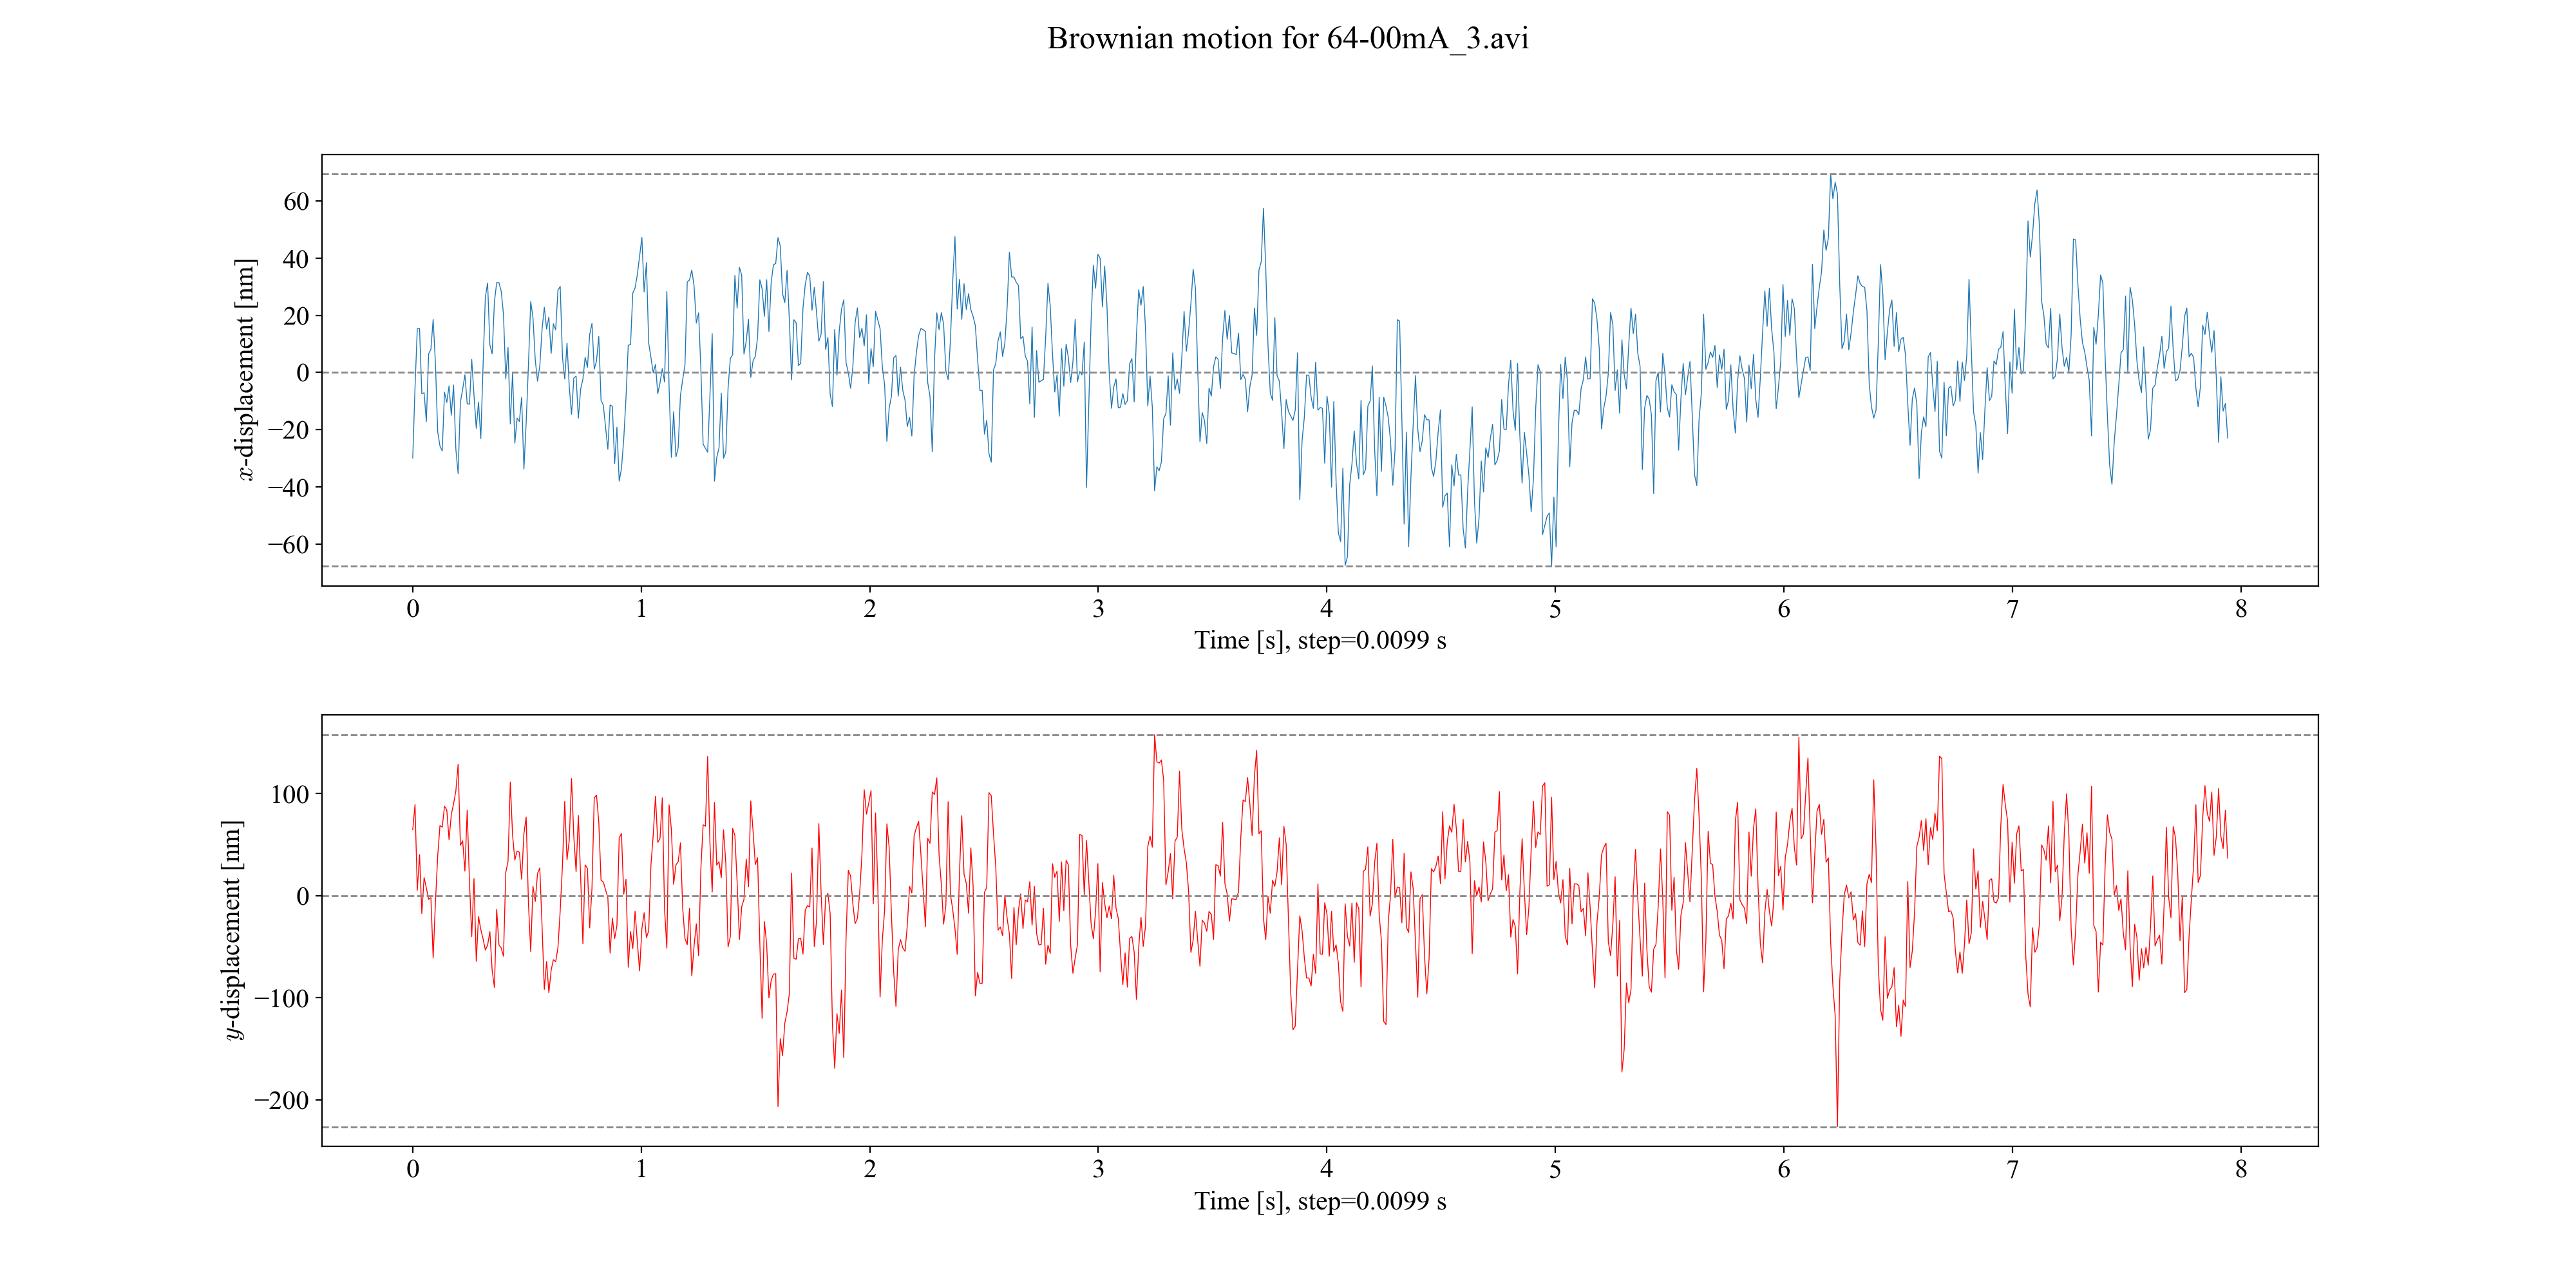 Brownian motion for 64-00mA_3.avi
x-displacement [nm]
60
40
20
0
−20
−40
−60
0 1 2 3 4 5 6 7 8
Time [s], step=0.0099 s
y-displacement [nm]
100
0
−100
−200
0 1 2 3 4 5 6 7 8
Time [s], step=0.0099 s